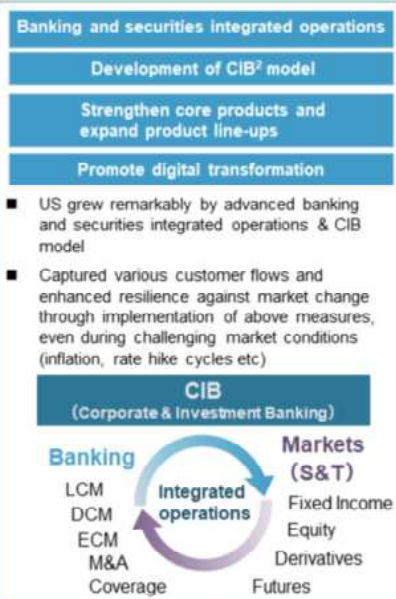 Banking and securities integrated operations
Development of CIB² model
Strengthen core products and
expand product line-ups
Promote digital transformation
■ US grew remarkably by advanced banking
and securities integrated operations & CIB
model
■ Captured various customer flows and
enhanced resilience against market change
through implementation of above measures,
even during challenging market conditions
(inflation, rate hike cycles etc)
CIB
(Corporate & Investment Banking)
Banking
LCM
DCM
ECM
M&A
Coverage
Integrated
operations
Markets
(S&T)
Fixed Income
Equity
Derivatives
Futures